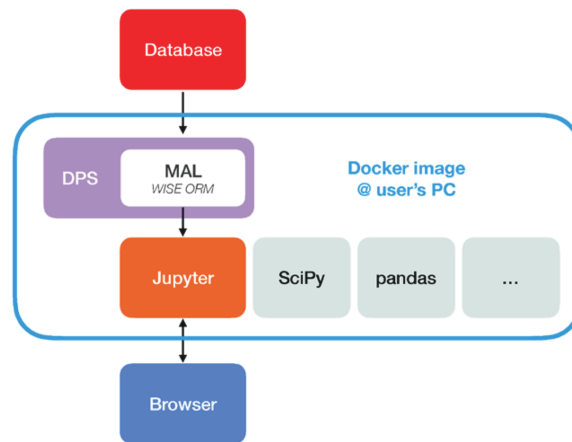 Database
DPS
MAL
WISE ORM
Docker image
@ user's PC
Jupyter
SciPy
pandas
...
Browser